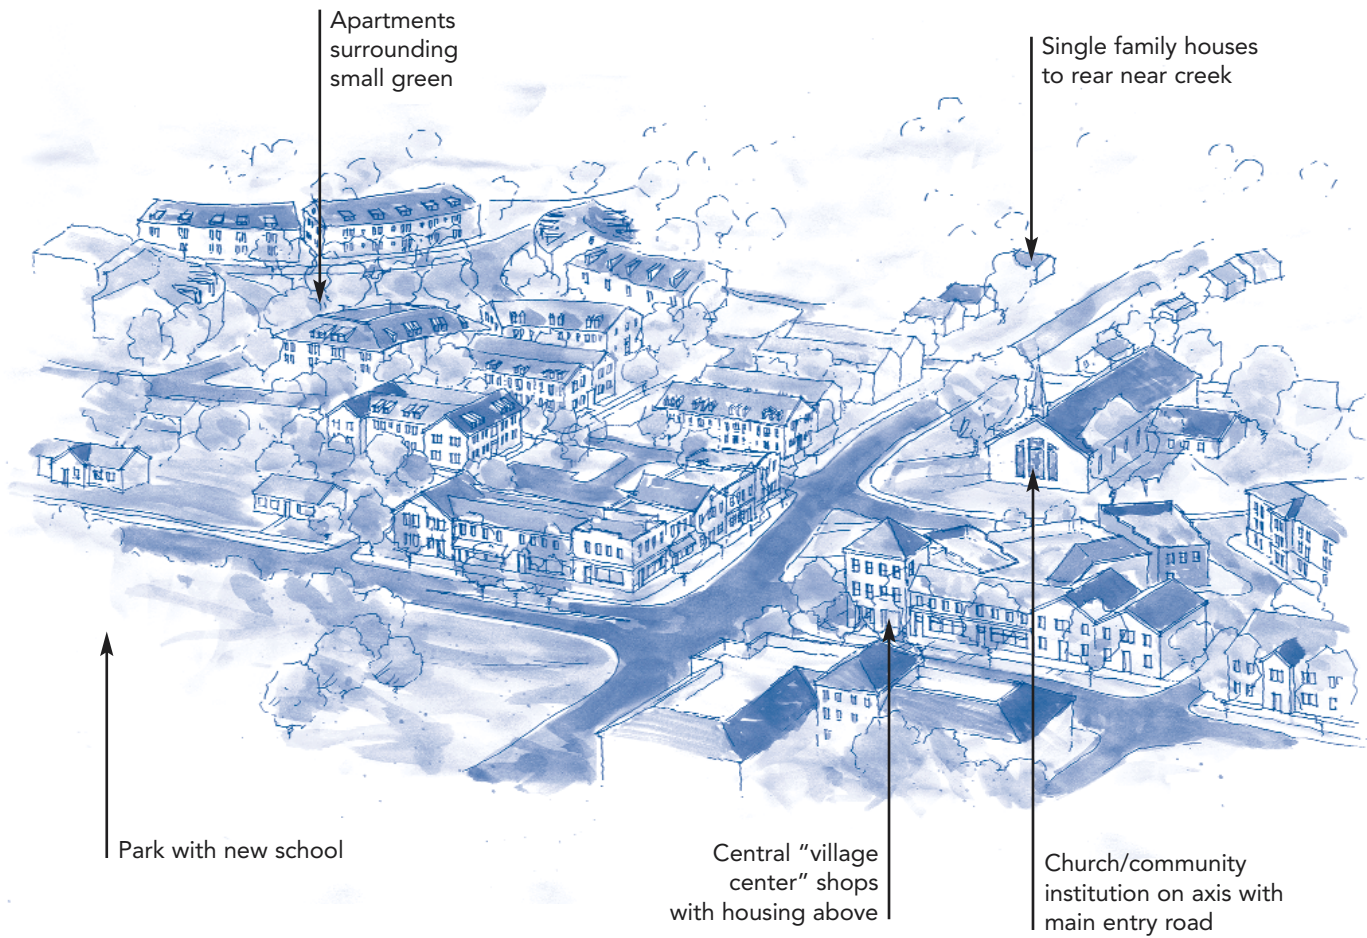 Apartments
surrounding
small green
Single family houses
to rear near creek
Park with new school
Central “village
center” shops
with housing above
Church/community
institution on axis with
main entry road